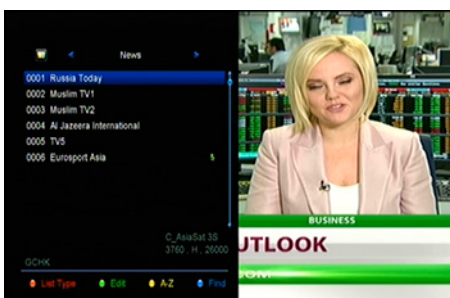 News
0001 Russia Today
0002 Muslim TV1
0003 Muslim TV2
0004 Al Jazeera International
0005 TV5
0006 Eurosport Asia $
C_AsiaSat 3S
3760 , H , 26000
GCHK
List Type Edit A-Z Find
BUSINESS
UTLOOK
.COM